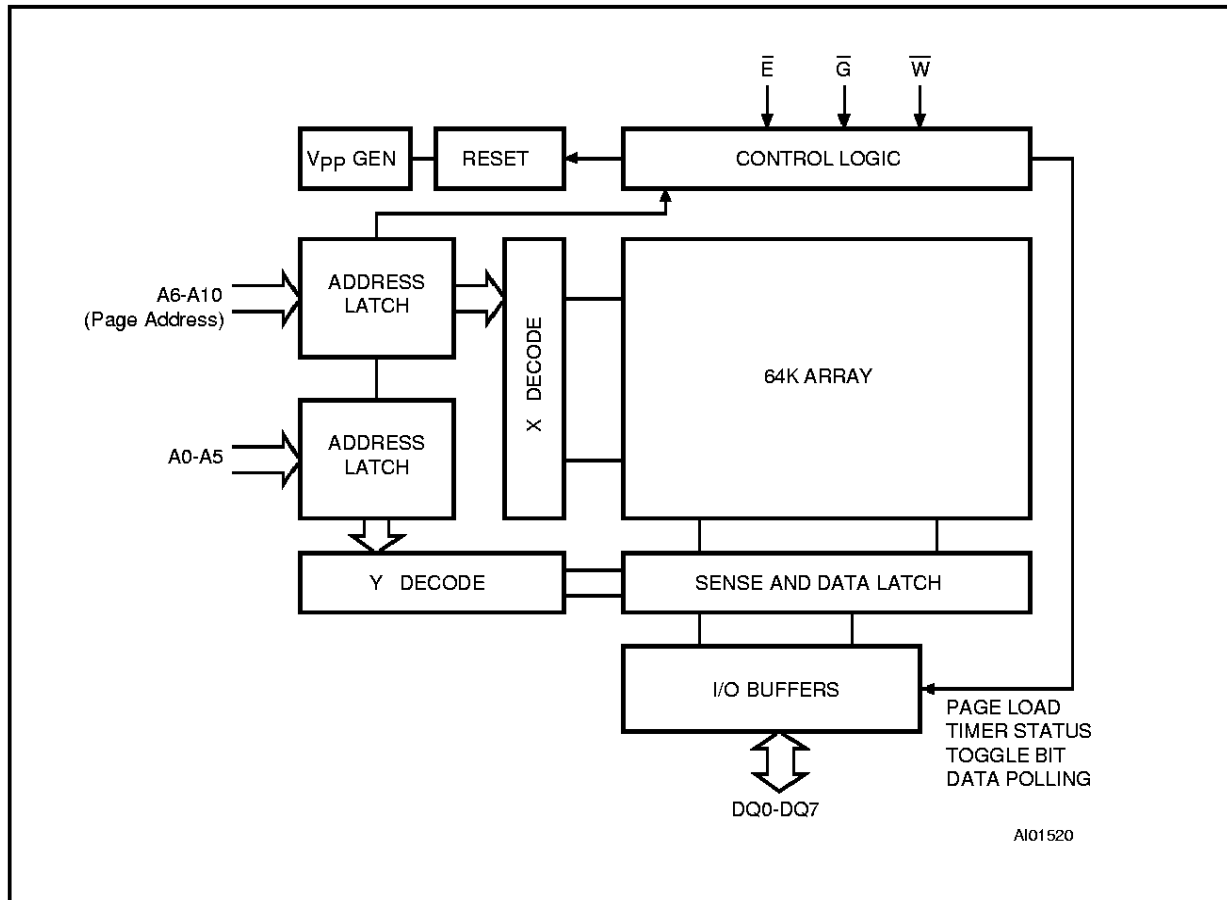 E̅ G̅ W̅
VPP GEN
RESET
CONTROL LOGIC
A6-A10
(Page Address)
ADDRESS
LATCH
X DECODE
64K ARRAY
A0-A5
ADDRESS
LATCH
Y DECODE
SENSE AND DATA LATCH
I/O BUFFERS
PAGE LOAD
TIMER STATUS
TOGGLE BIT
DATA POLLING
DQ0-DQ7
AI01520